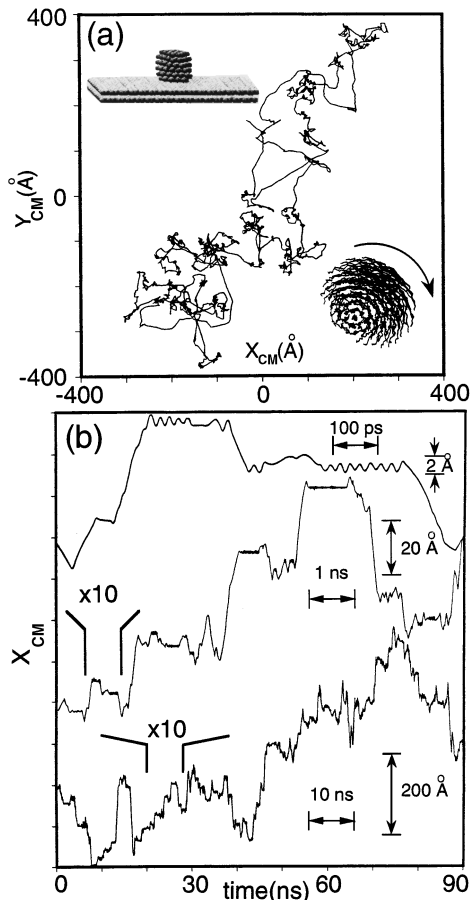 400
(a)
Y_CM(Å)
0
X_CM(Å)
-400
-400
0
400
(b)
100 ps
2 Å
20 Å
x10
1 ns
X_CM
x10
200 Å
10 ns
0
30
60
90
time(ns)